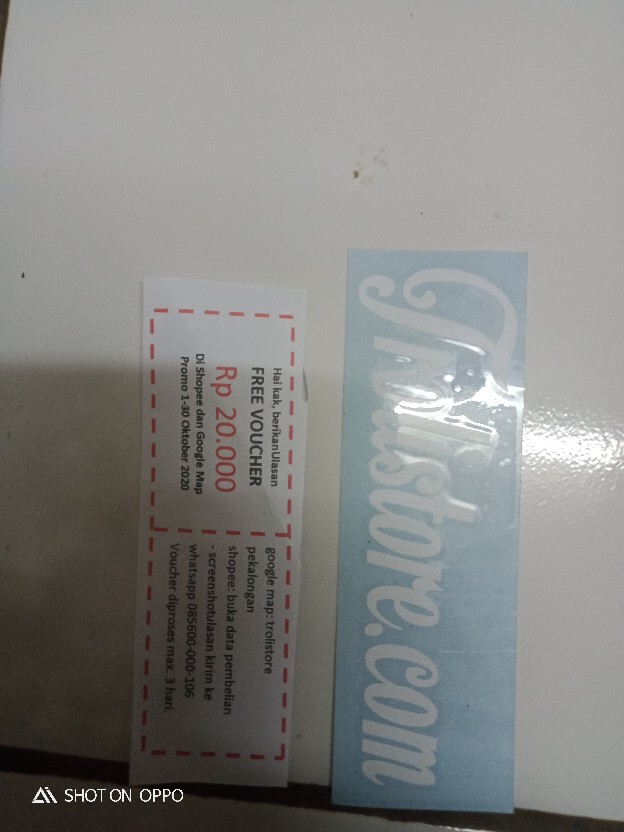 Hai kak, berikanUlasan
FREE VOUCHER
Rp 20.000
Di Shopee dan Google Map
Promo 1-30 Oktober 2020
google map: trolistore
pekalongan
shopee: buka data pembelian
- screenshotulasan kirim ke
whatsapp 085600-000-106
Voucher diproses max. 3 hari.
Trolistore.com
SHOT ON OPPO